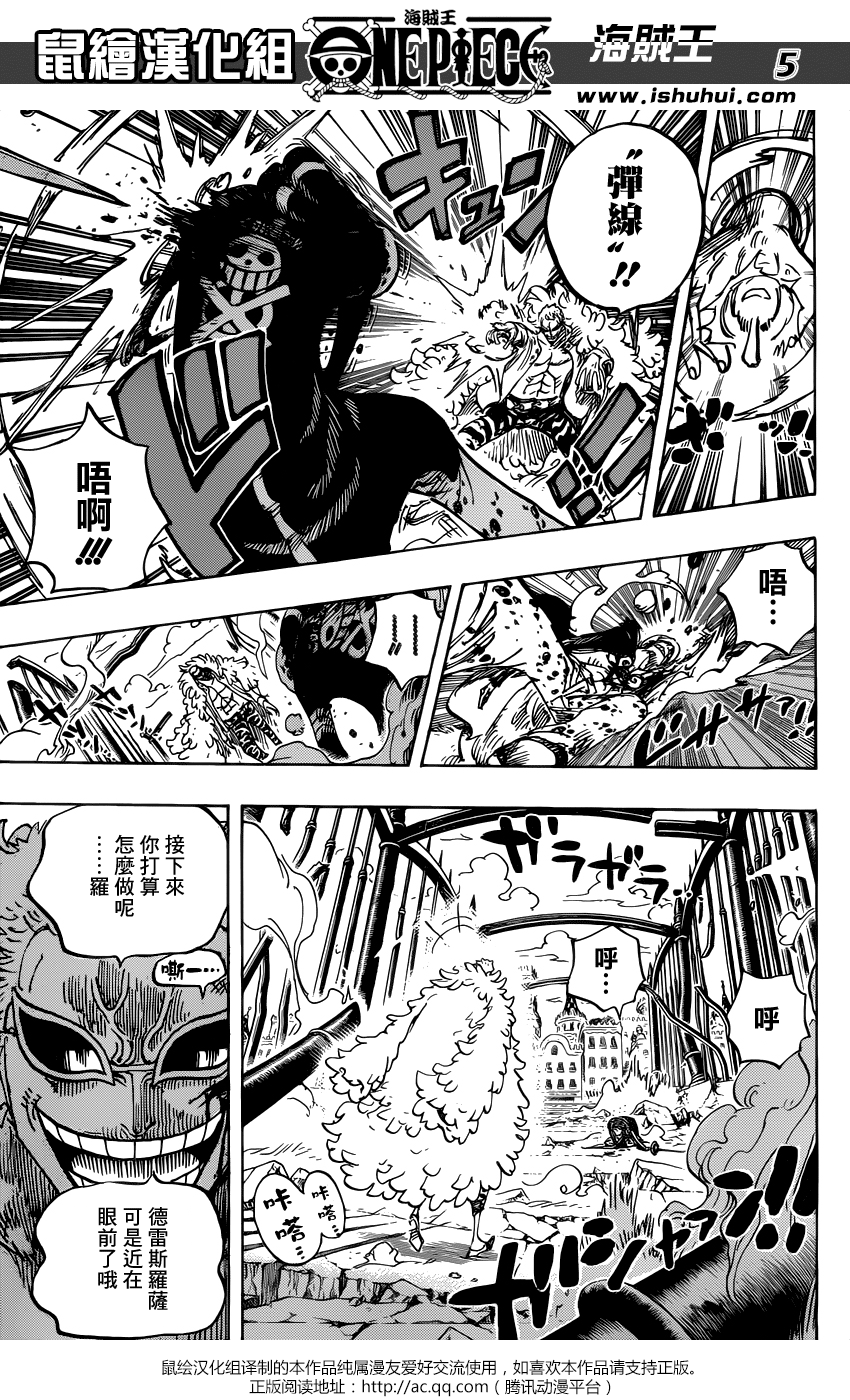 鼠繪漢化組
海賊王
ONE PIECE
海賊王
5
www.ishuhui.com
“彈線”!!
キュン
ビッ
ドッ!!
唔啊!!!
唔…
ドサササ?!!
!!……
ガラガラ…
呼…
呼
咔嗒…
咔嗒…
ガシャアン!!
接下來
你打算
怎麼做呢
……羅
嘶一……
德雷斯羅薩
可是近在
眼前了哦
鼠绘汉化组译制的本作品纯属漫友爱好交流使用，如喜欢本作品请支持正版。
正版阅读地址：http://ac.qq.com（腾讯动漫平台）